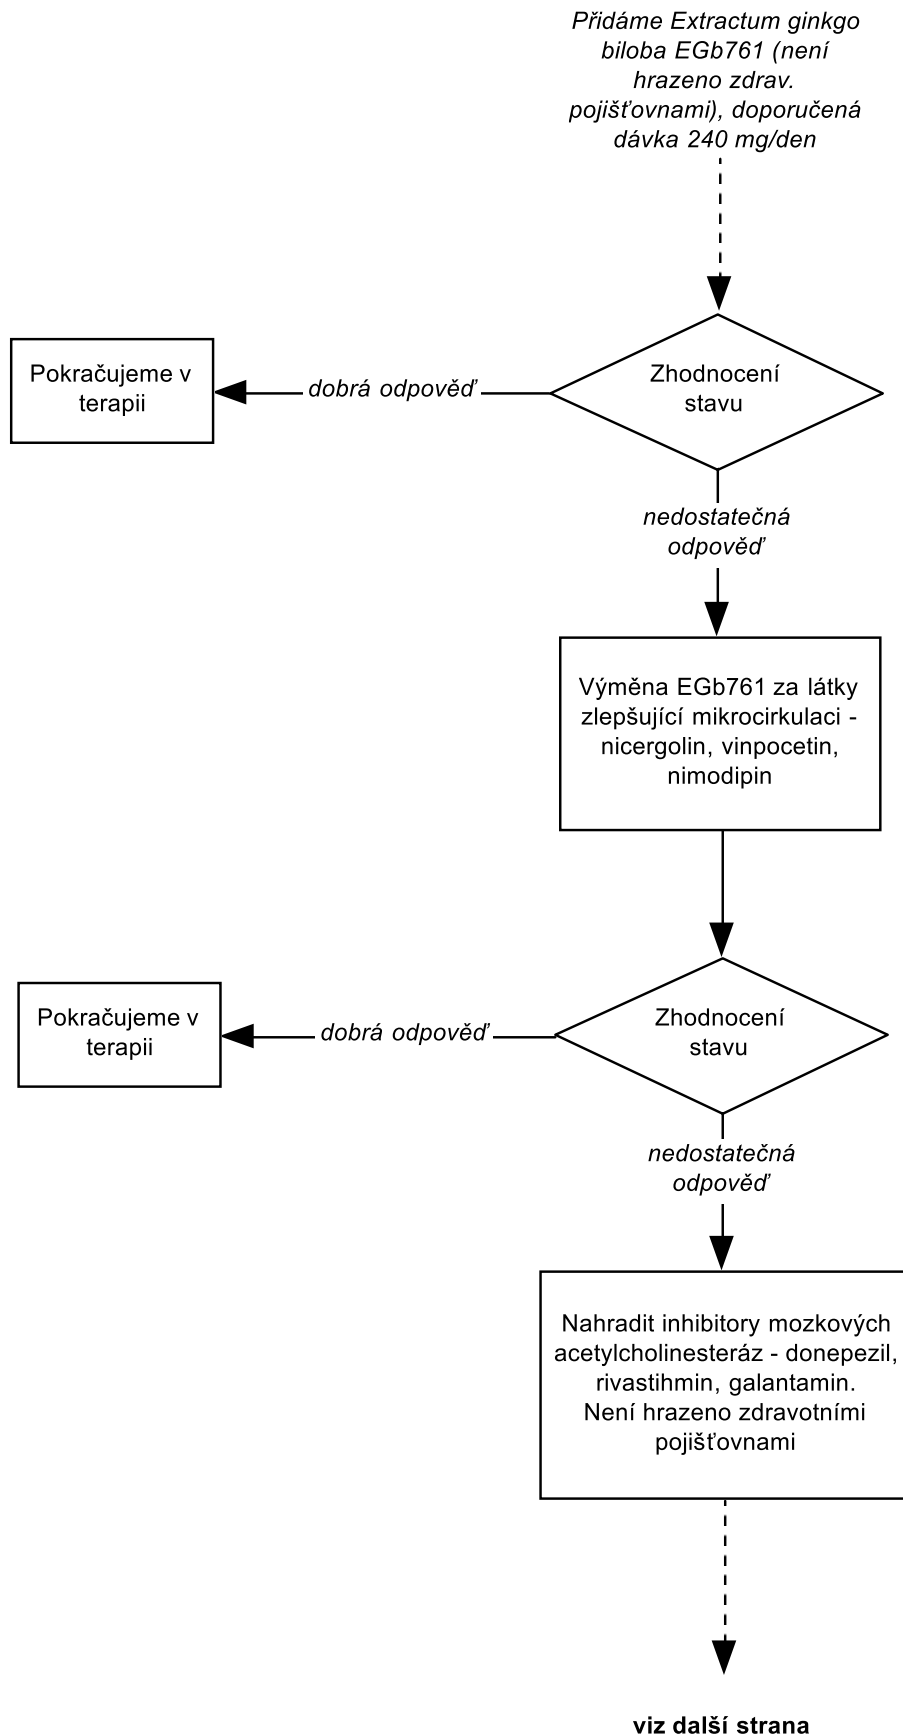 Přidáme Extractum ginkgo
biloba EGb761 (není
hrazeno zdrav.
pojišťovnami), doporučená
dávka 240 mg/den
Zhodnocení
stavu
dobrá odpověď
Pokračujeme v
terapii
nedostatečná
odpověď
Výměna EGb761 za látky
zlepšující mikrocirkulaci -
nicergolin, vinpocetin,
nimodipin
Zhodnocení
stavu
dobrá odpověď
Pokračujeme v
terapii
nedostatečná
odpověď
Nahradit inhibitory mozkových
acetylcholinesteráz - donepezil,
rivastihmin, galantamin.
Není hrazeno zdravotními
pojišťovnami
viz další strana